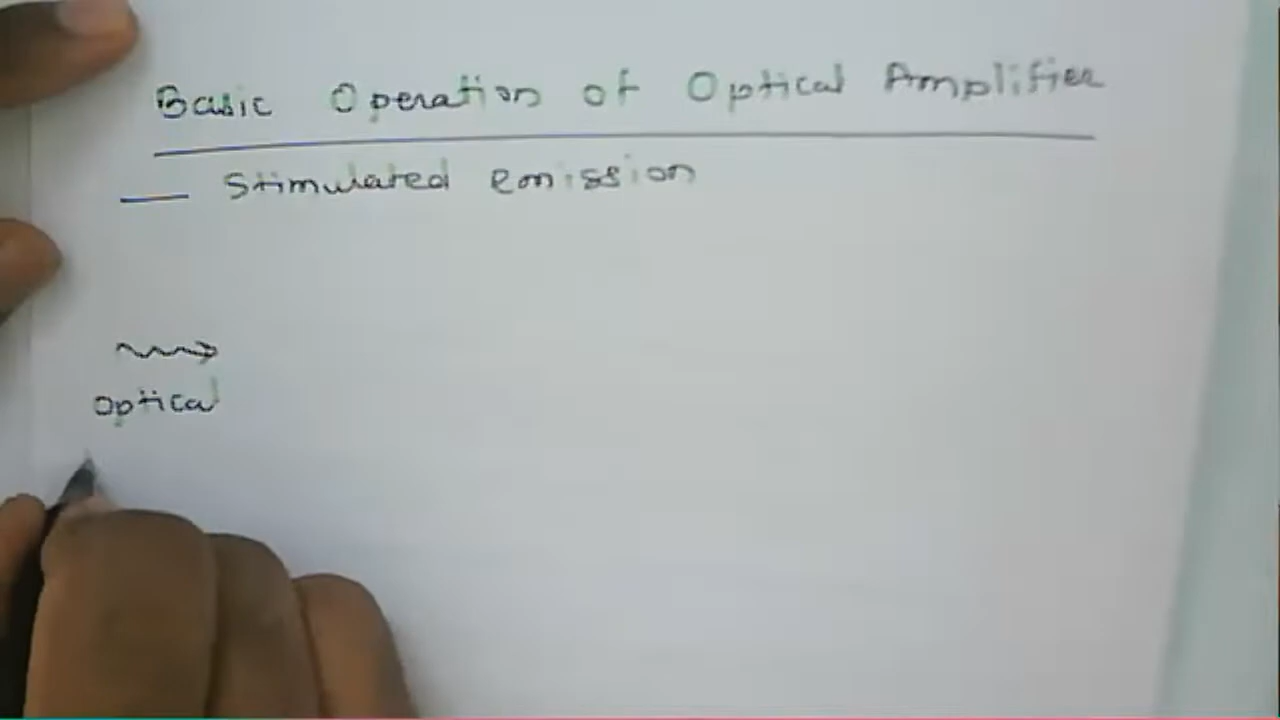 Basic Operation of Optical Amplifier
— Stimulated emission
Optical